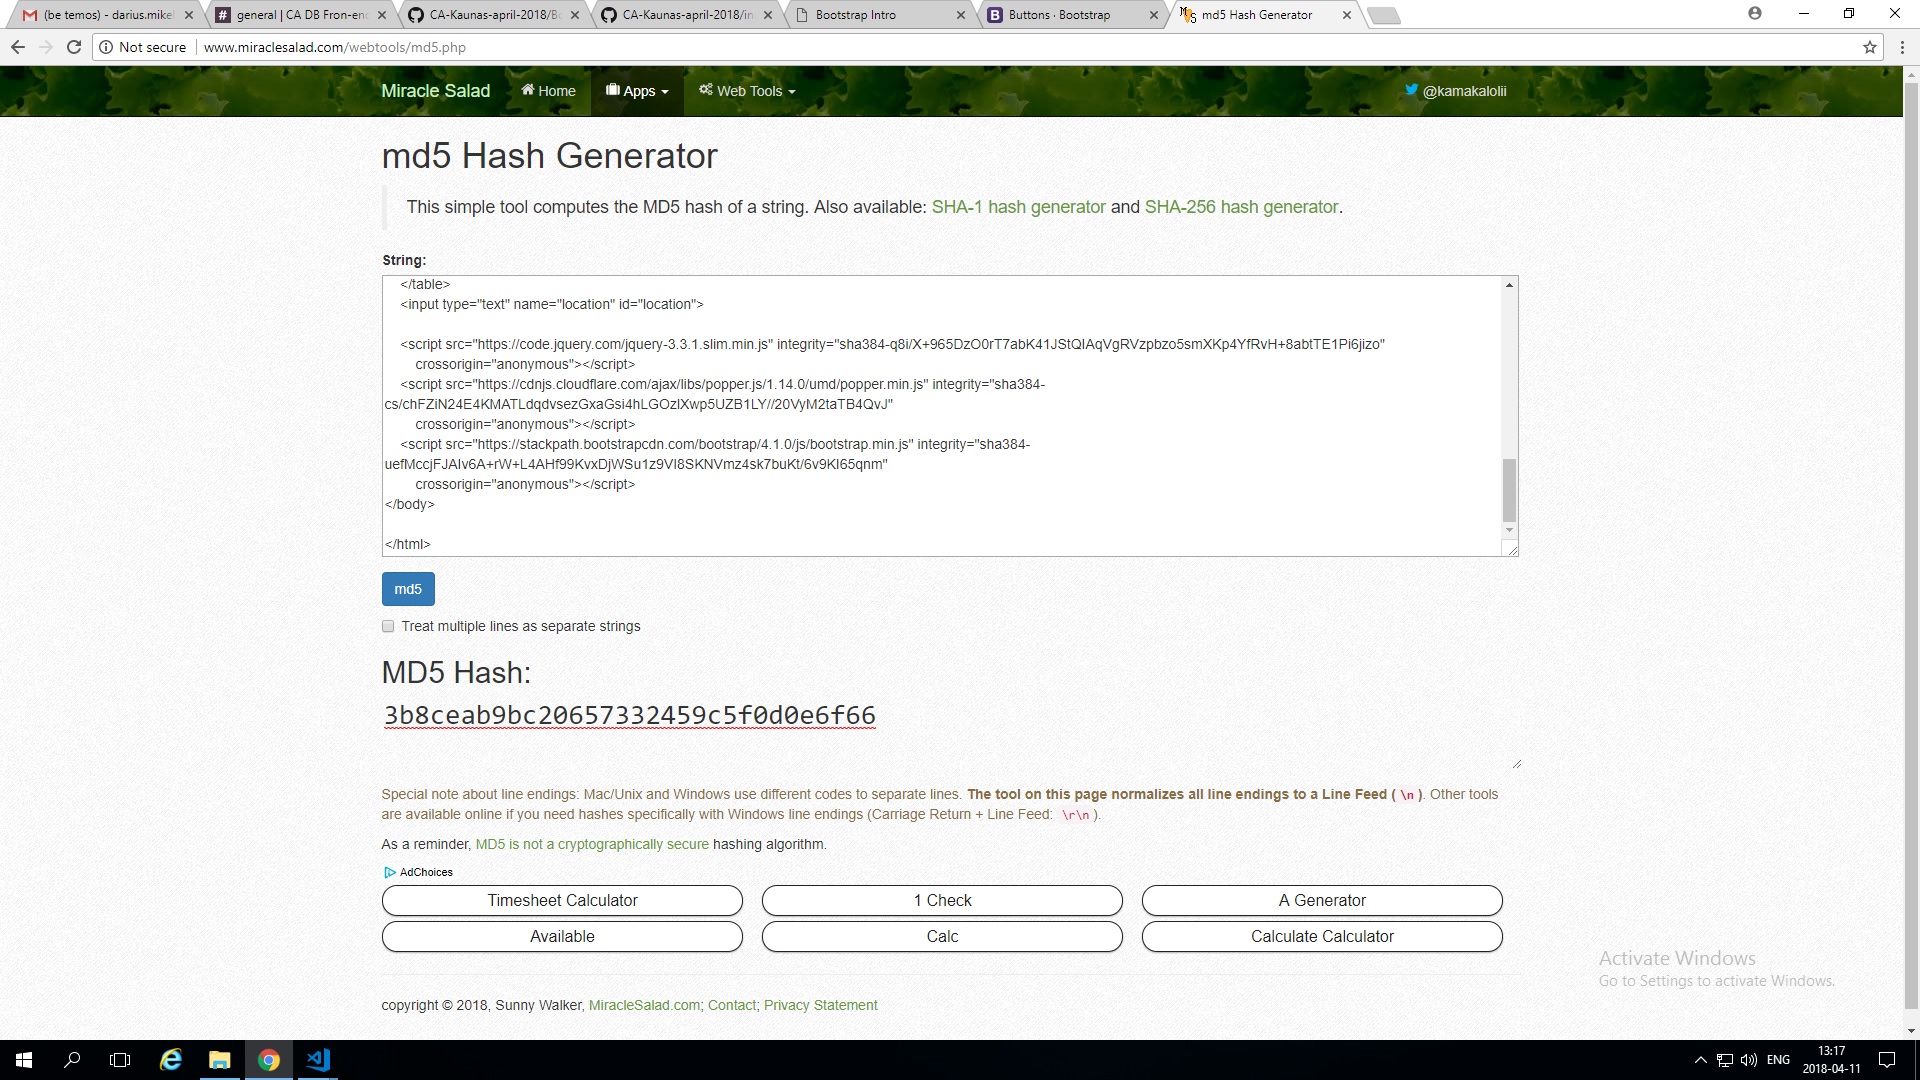 (be temos) - darius.mikel
general | CA DB Fron-end
CA-Kaunas-april-2018/Bo
CA-Kaunas-april-2018/in
Bootstrap Intro
Buttons · Bootstrap
md5 Hash Generator
Not secure
www.miraclesalad.com/webtools/md5.php
Miracle Salad
Home
Apps
Web Tools
@kamakalolii
md5 Hash Generator
This simple tool computes the MD5 hash of a string. Also available: SHA-1 hash generator and SHA-256 hash generator.
String:
</table>
<input type="text" name="location" id="location">
<script src="https://code.jquery.com/jquery-3.3.1.slim.min.js" integrity="sha384-q8i/X+965DzO0rT7abK41JStQIAqVgRVzpbzo5smXKp4YfRvH+8abtTE1Pi6jizo"
crossorigin="anonymous"></script>
<script src="https://cdnjs.cloudflare.com/ajax/libs/popper.js/1.14.0/umd/popper.min.js" integrity="sha384-
cs/chFZiN24E4KMATLdqdvsezGxaGsi4hLGOzlXwp5UZB1LY//20VyM2taTB4QvJ"
crossorigin="anonymous"></script>
<script src="https://stackpath.bootstrapcdn.com/bootstrap/4.1.0/js/bootstrap.min.js" integrity="sha384-
uefMccjFJAIv6A+rW+L4AHf99KvxDjWSu1z9VI8SKNVmz4sk7buKt/6v9KI65qnm"
crossorigin="anonymous"></script>
</body>
</html>
md5
Treat multiple lines as separate strings
MD5 Hash:
3b8ceab9bc20657332459c5f0d0e6f66
Special note about line endings: Mac/Unix and Windows use different codes to separate lines. The tool on this page normalizes all line endings to a Line Feed ( \n ). Other tools
are available online if you need hashes specifically with Windows line endings (Carriage Return + Line Feed: \r\n ).
As a reminder, MD5 is not a cryptographically secure hashing algorithm.
AdChoices
Timesheet Calculator
1 Check
A Generator
Available
Calc
Calculate Calculator
Activate Windows
Go to Settings to activate Windows.
copyright © 2018, Sunny Walker, MiracleSalad.com; Contact; Privacy Statement
ENG
13:17
2018-04-11